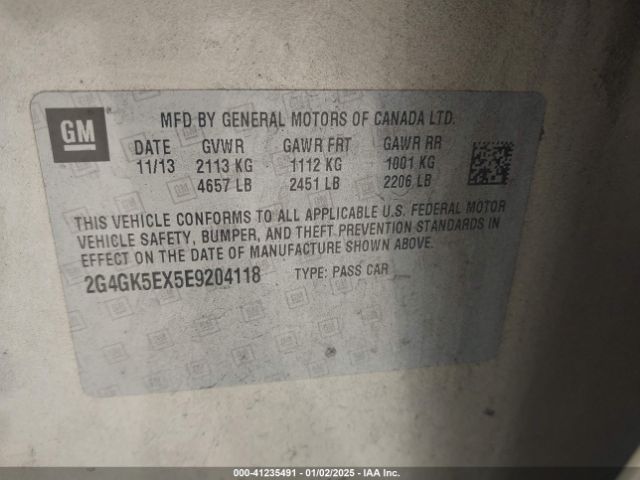 GM
MFD BY GENERAL MOTORS OF CANADA LTD.
DATE GVWR GAWR FRT GAWR RR
11/13 2113 KG 1112 KG 1001 KG
4657 LB 2451 LB 2206 LB
THIS VEHICLE CONFORMS TO ALL APPLICABLE U.S. FEDERAL MOTOR
VEHICLE SAFETY, BUMPER, AND THEFT PREVENTION STANDARDS IN
EFFECT ON THE DATE OF MANUFACTURE SHOWN ABOVE.
2G4GK5EX5E9204118 TYPE: PASS CAR
000-41235491 - 01/02/2025 - IAA Inc.